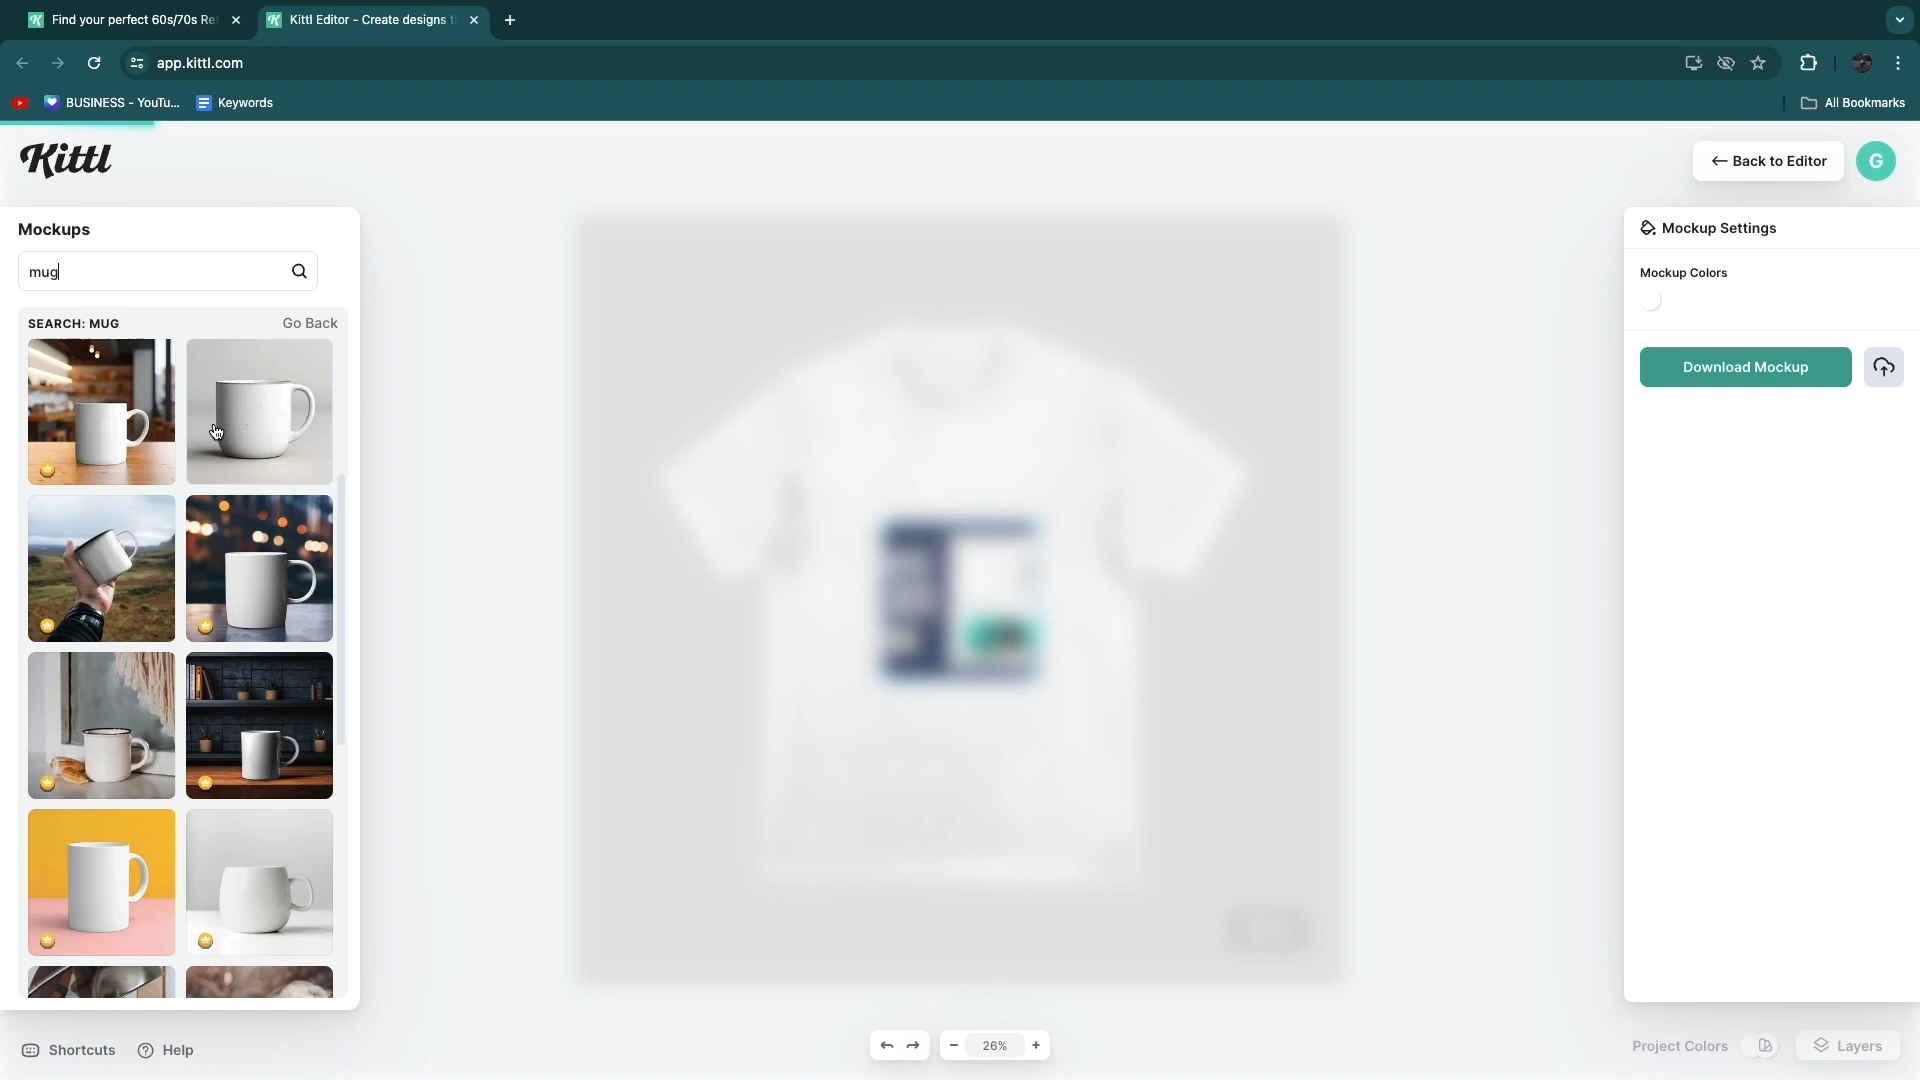 Find your perfect 60s/70s Ret
Kittl Editor - Create designs t
app.kittl.com
BUSINESS - YouTu...
Keywords
All Bookmarks
Kittl
← Back to Editor
G
Mockups
mug
SEARCH: MUG
Go Back
Mockup Settings
Mockup Colors
Download Mockup
Shortcuts
Help
26%
Project Colors
Layers